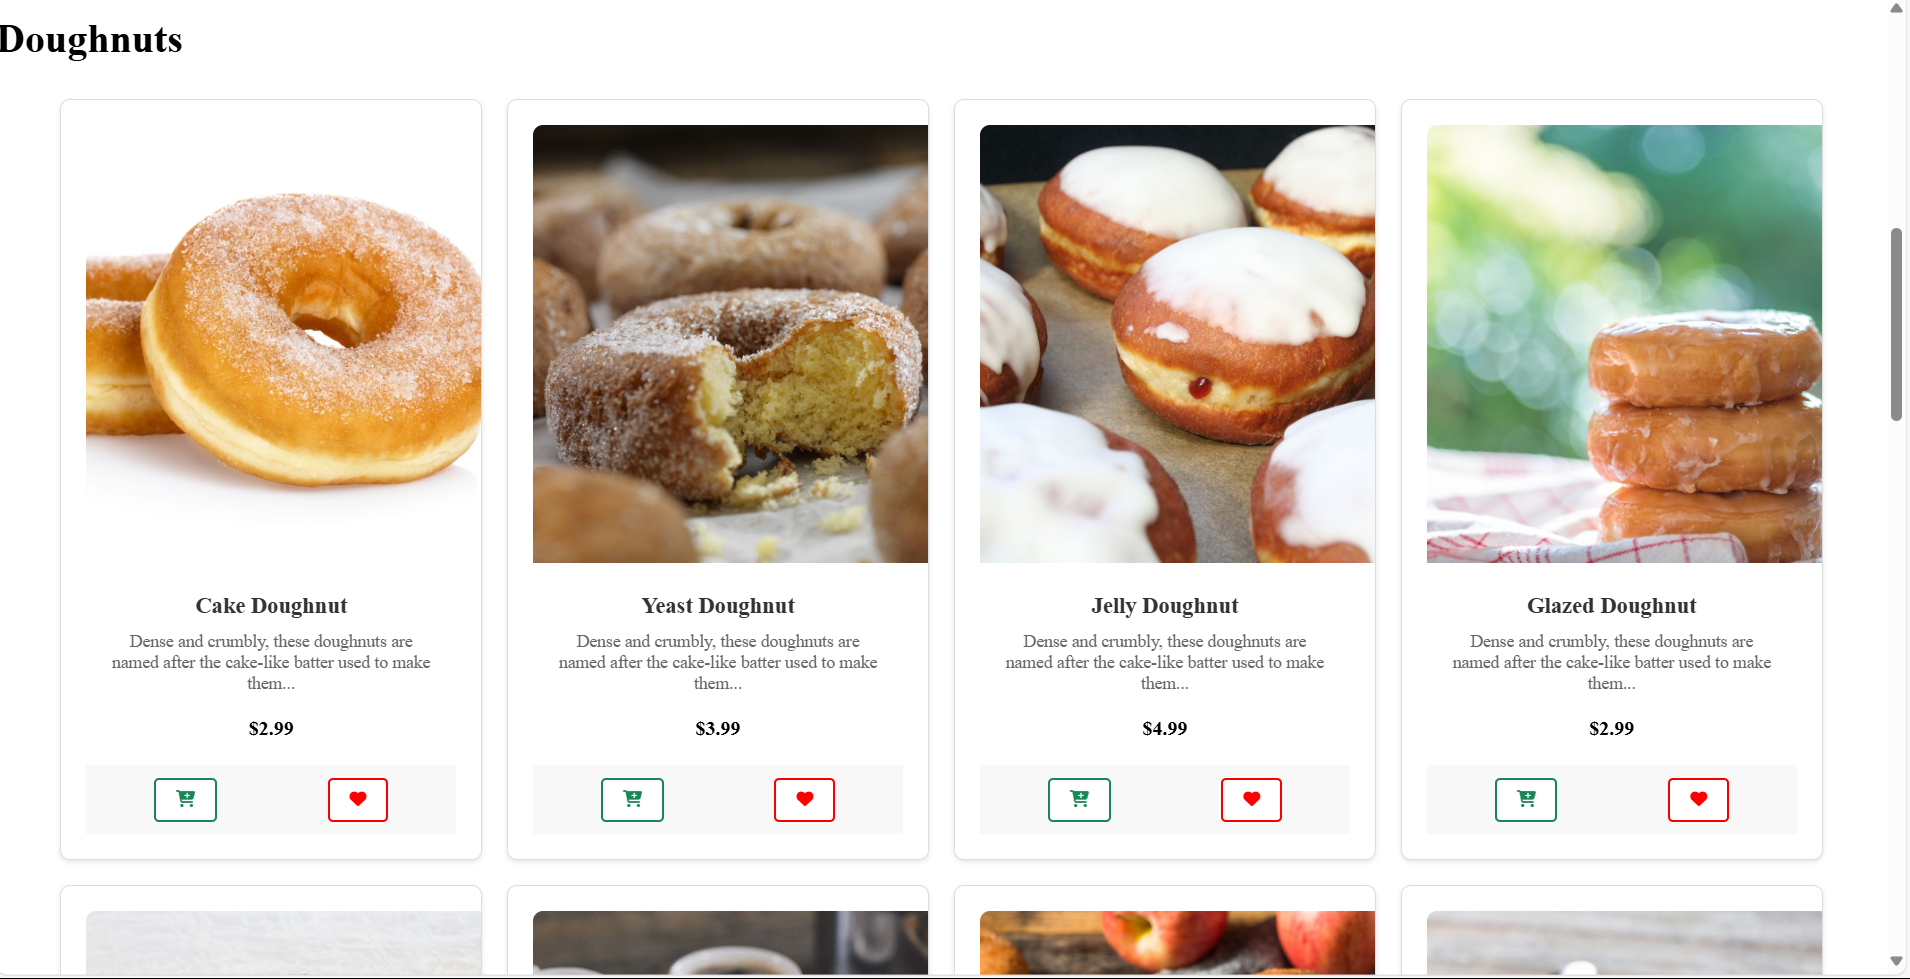 Doughnuts
Cake Doughnut
Dense and crumbly, these doughnuts are
named after the cake-like batter used to make
them...
$2.99
Yeast Doughnut
Dense and crumbly, these doughnuts are
named after the cake-like batter used to make
them...
$3.99
Jelly Doughnut
Dense and crumbly, these doughnuts are
named after the cake-like batter used to make
them...
$4.99
Glazed Doughnut
Dense and crumbly, these doughnuts are
named after the cake-like batter used to make
them...
$2.99